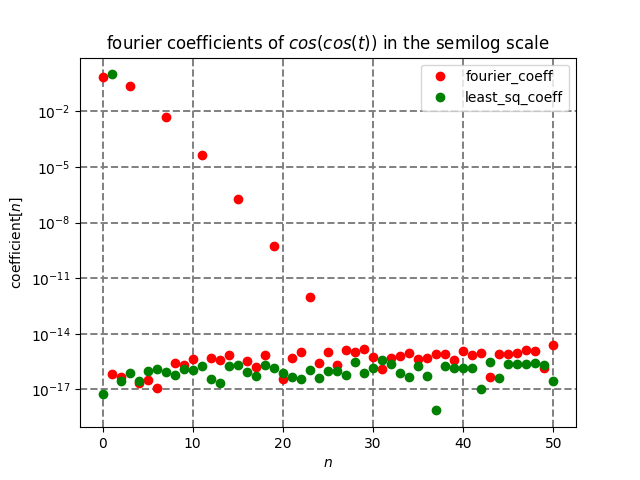 fourier coefficients of cos(cos(t)) in the semilog scale
fourier_coeff
least_sq_coeff
10⁻²
10⁻⁵
10⁻⁸
10⁻¹¹
10⁻¹⁴
10⁻¹⁷
coefficient[n]
0 10 20 30 40 50
n